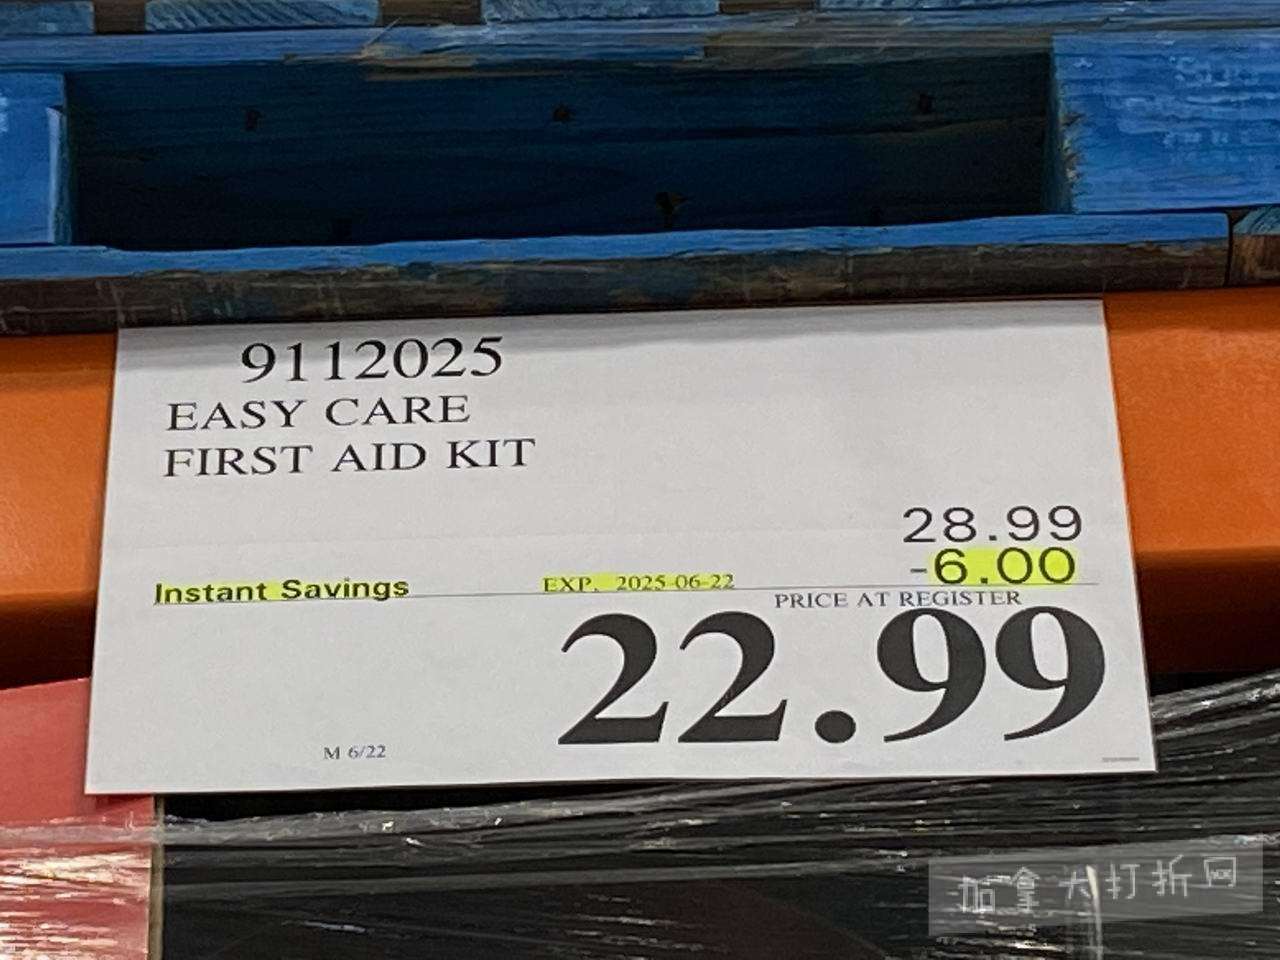 9112025
EASY CARE
FIRST AID KIT
28.99
-6.00
Instant Savings EXP. 2025-06-22
PRICE AT REGISTER
22.99
M 6/22
加拿大打折网